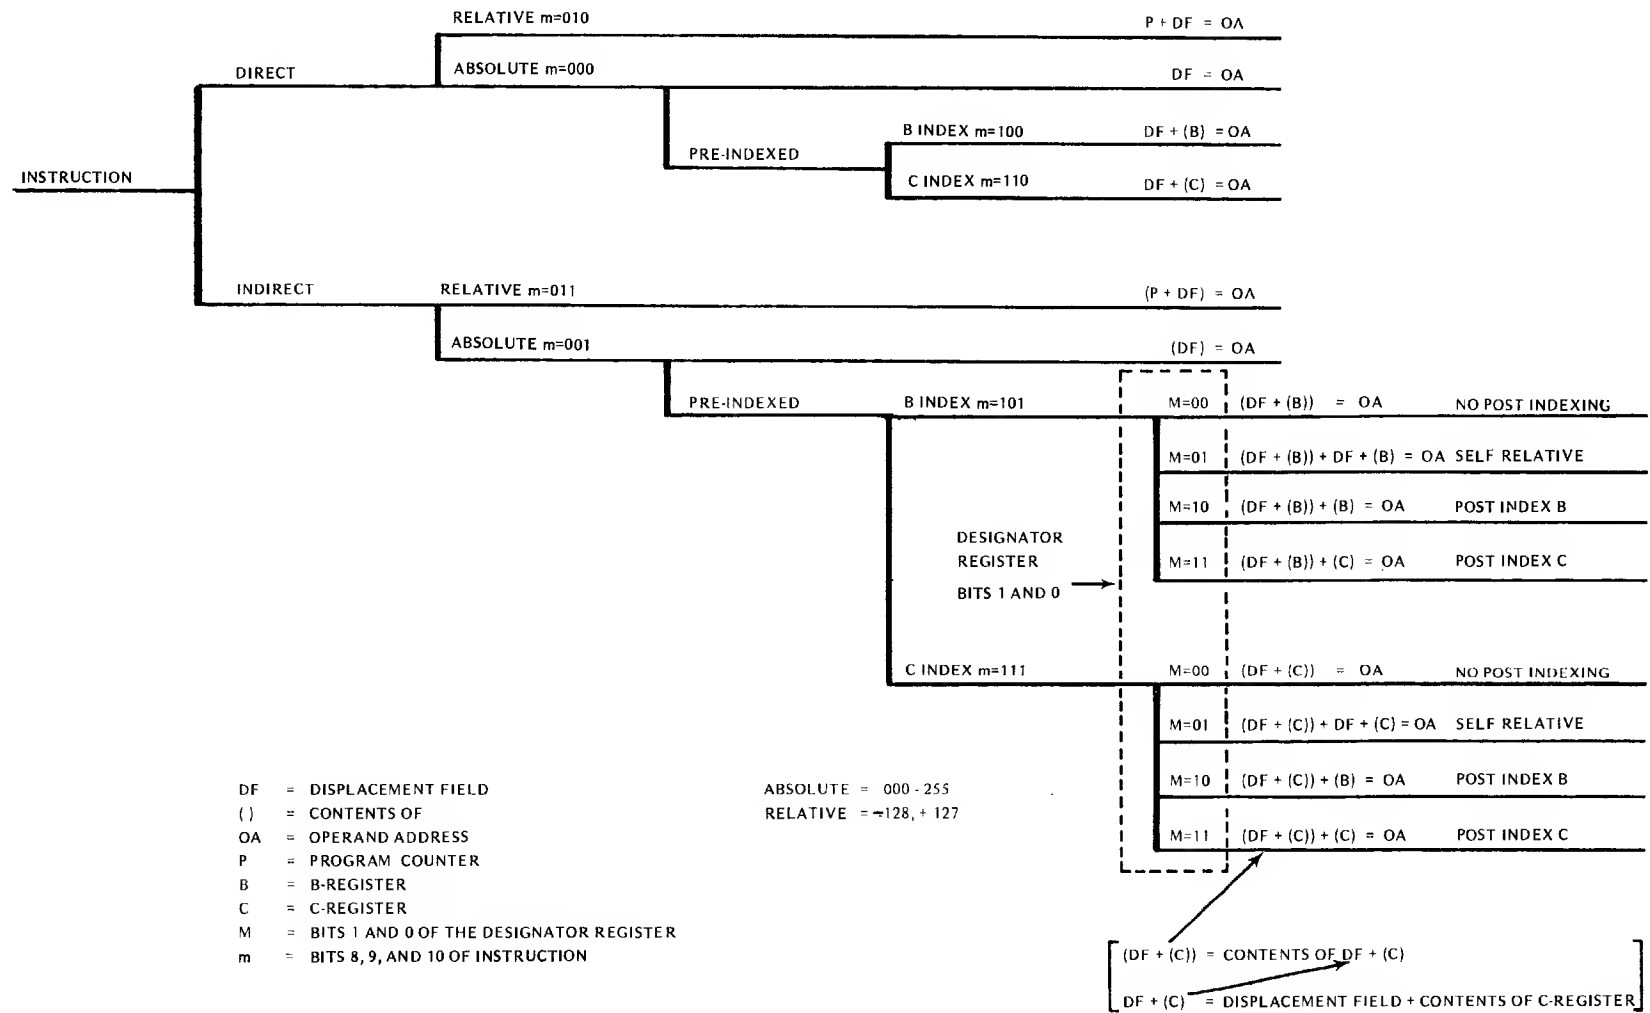 RELATIVE m=010
P + DF = OA
DIRECT
ABSOLUTE m=000
DF = OA
B INDEX m=100
DF + (B) = OA
PRE-INDEXED
INSTRUCTION
C INDEX m=110
DF + (C) = OA
INDIRECT
RELATIVE m=011
(P + DF) = OA
ABSOLUTE m=001
(DF) = OA
PRE-INDEXED
B INDEX m=101
M=00 (DF + (B)) = OA NO POST INDEXING
M=01 (DF + (B)) + DF + (B) = OA SELF RELATIVE
M=10 (DF + (B)) + (B) = OA POST INDEX B
M=11 (DF + (B)) + (C) = OA POST INDEX C
DESIGNATOR
REGISTER
BITS 1 AND 0
C INDEX m=111
M=00 (DF + (C)) = OA NO POST INDEXING
M=01 (DF + (C)) + DF + (C) = OA SELF RELATIVE
M=10 (DF + (C)) + (B) = OA POST INDEX B
M=11 (DF + (C)) + (C) = OA POST INDEX C
DF = DISPLACEMENT FIELD
( ) = CONTENTS OF
OA = OPERAND ADDRESS
P = PROGRAM COUNTER
B = B-REGISTER
C = C-REGISTER
M = BITS 1 AND 0 OF THE DESIGNATOR REGISTER
m = BITS 8, 9, AND 10 OF INSTRUCTION
ABSOLUTE = 000 - 255
RELATIVE = -128, + 127
(DF + (C)) = CONTENTS OF DF + (C)
DF + (C) = DISPLACEMENT FIELD + CONTENTS OF C-REGISTER